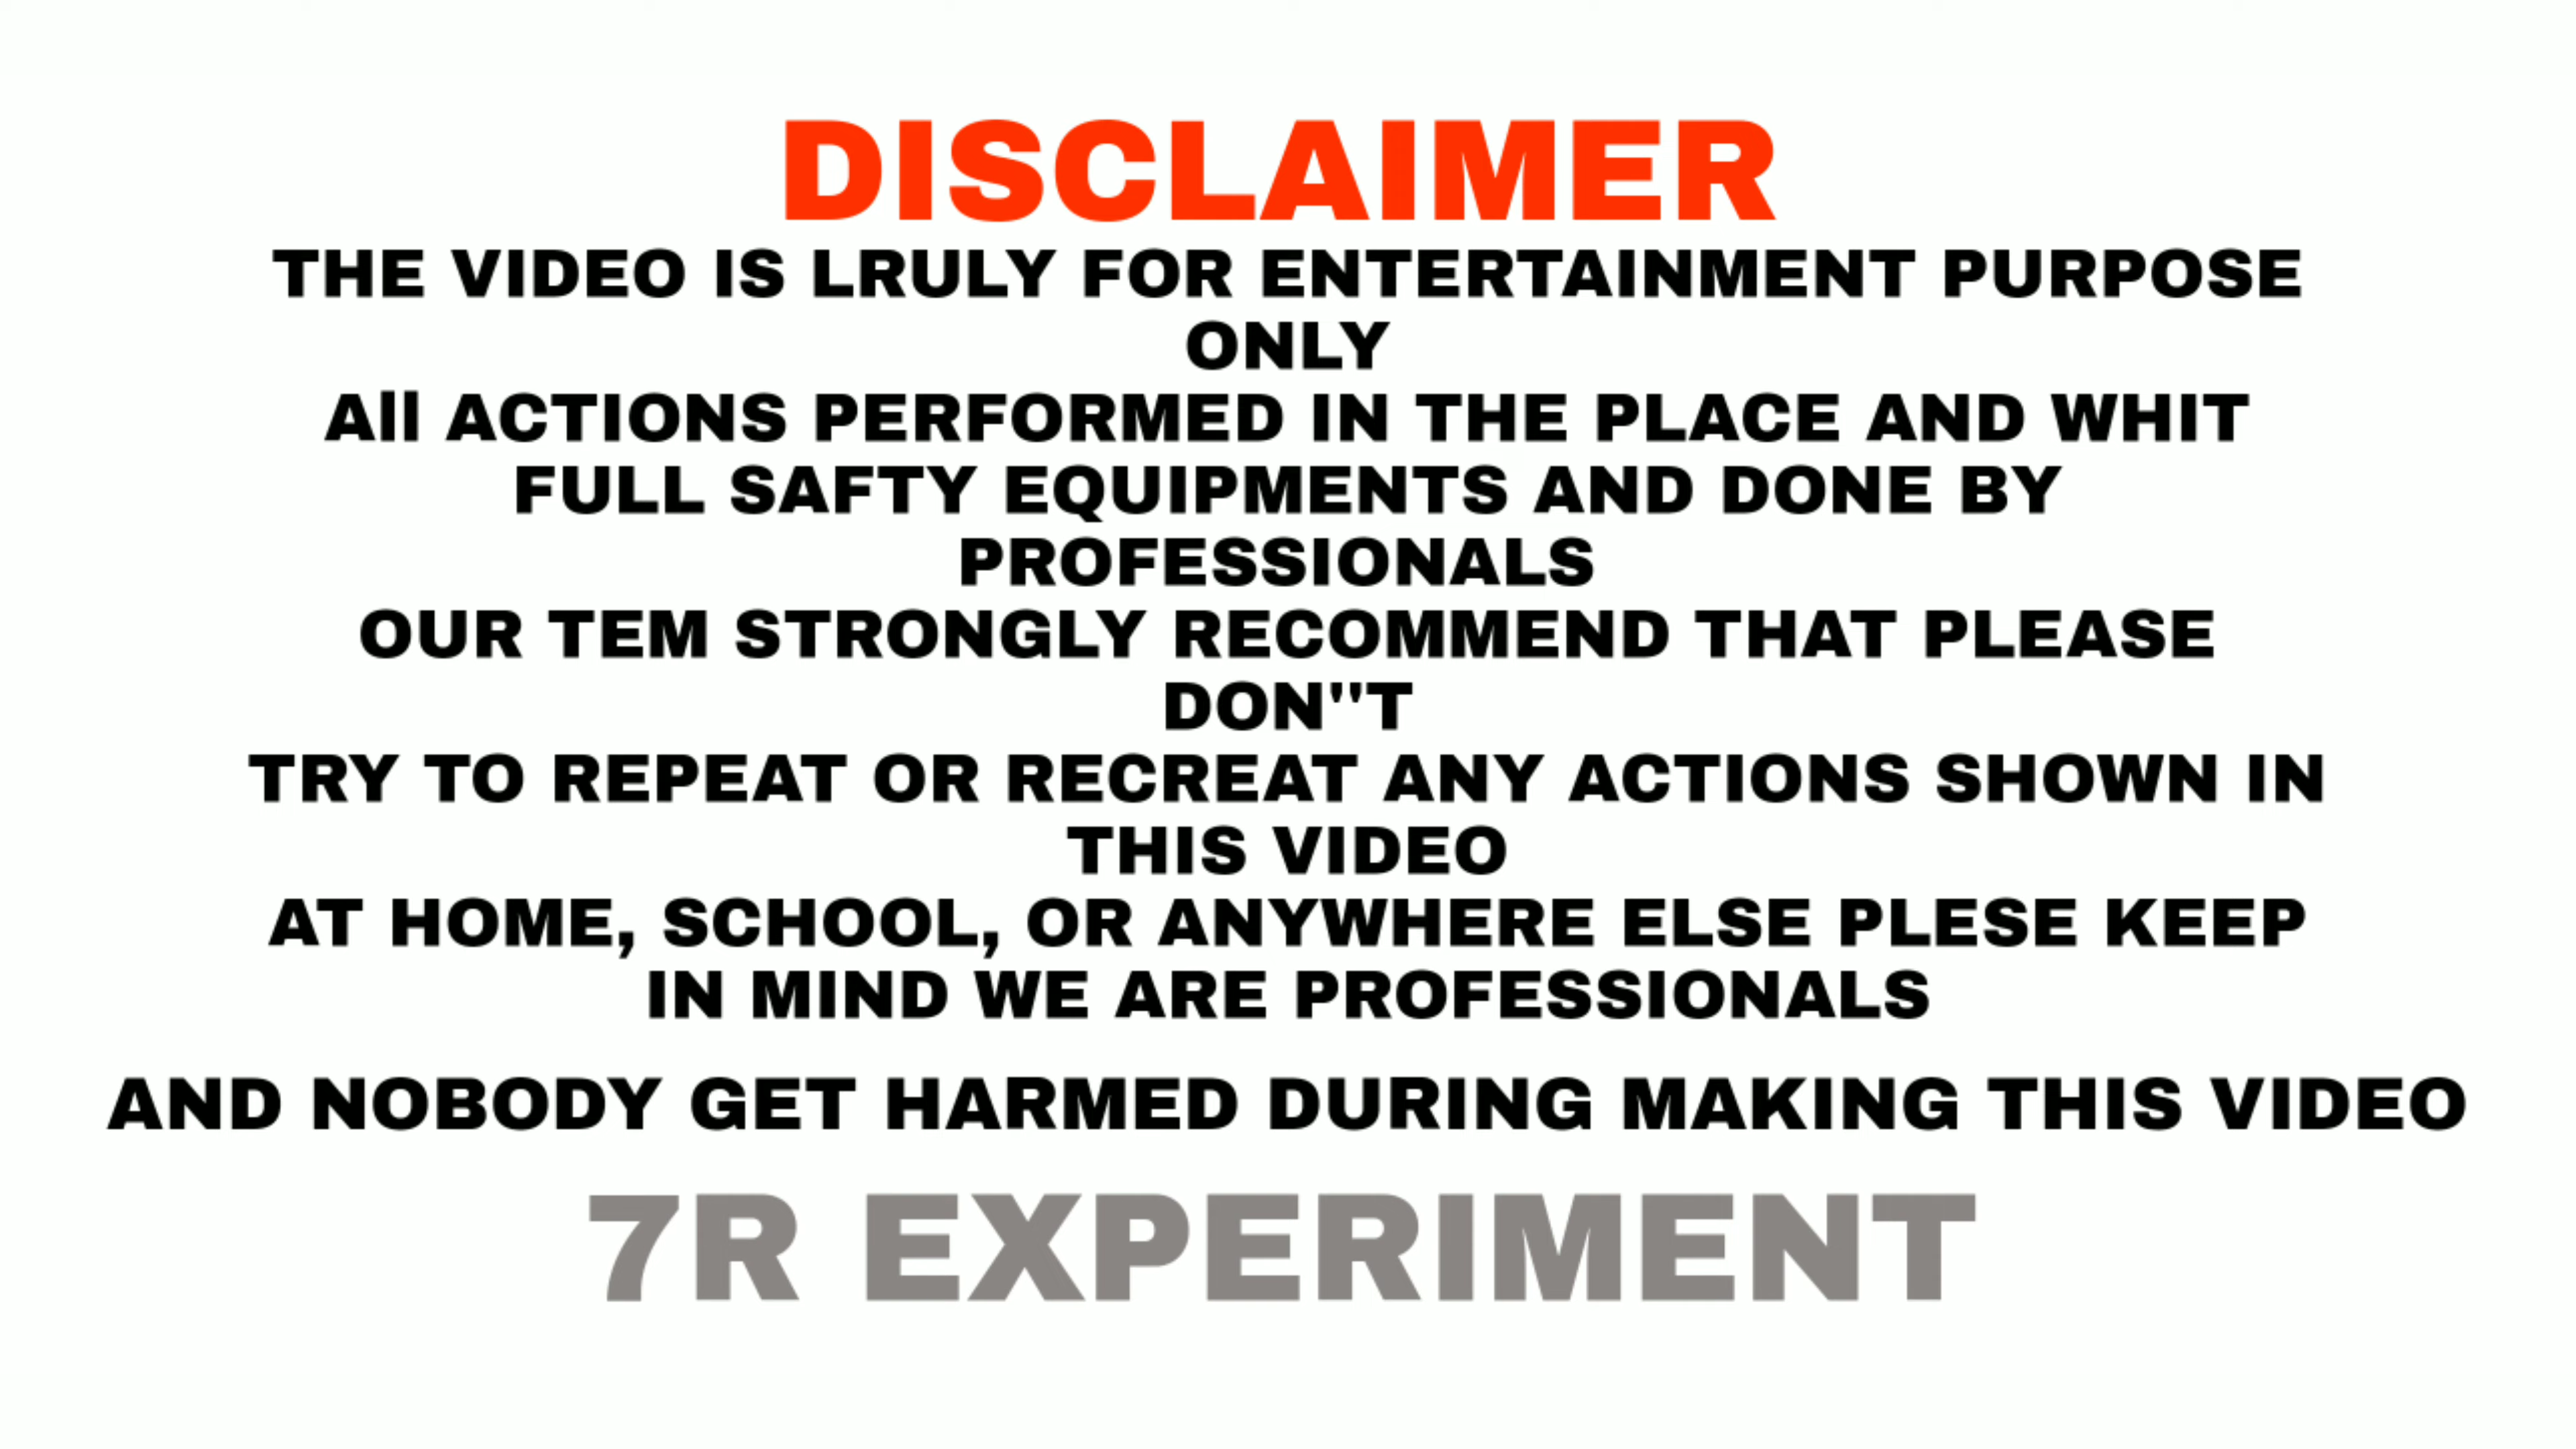 DISCLAIMER
THE VIDEO IS LRULY FOR ENTERTAINMENT PURPOSE
ONLY
All ACTIONS PERFORMED IN THE PLACE AND WHIT
FULL SAFTY EQUIPMENTS AND DONE BY
PROFESSIONALS
OUR TEM STRONGLY RECOMMEND THAT PLEASE
DON''T
TRY TO REPEAT OR RECREAT ANY ACTIONS SHOWN IN
THIS VIDEO
AT HOME, SCHOOL, OR ANYWHERE ELSE PLESE KEEP
IN MIND WE ARE PROFESSIONALS
AND NOBODY GET HARMED DURING MAKING THIS VIDEO
7R EXPERIMENT